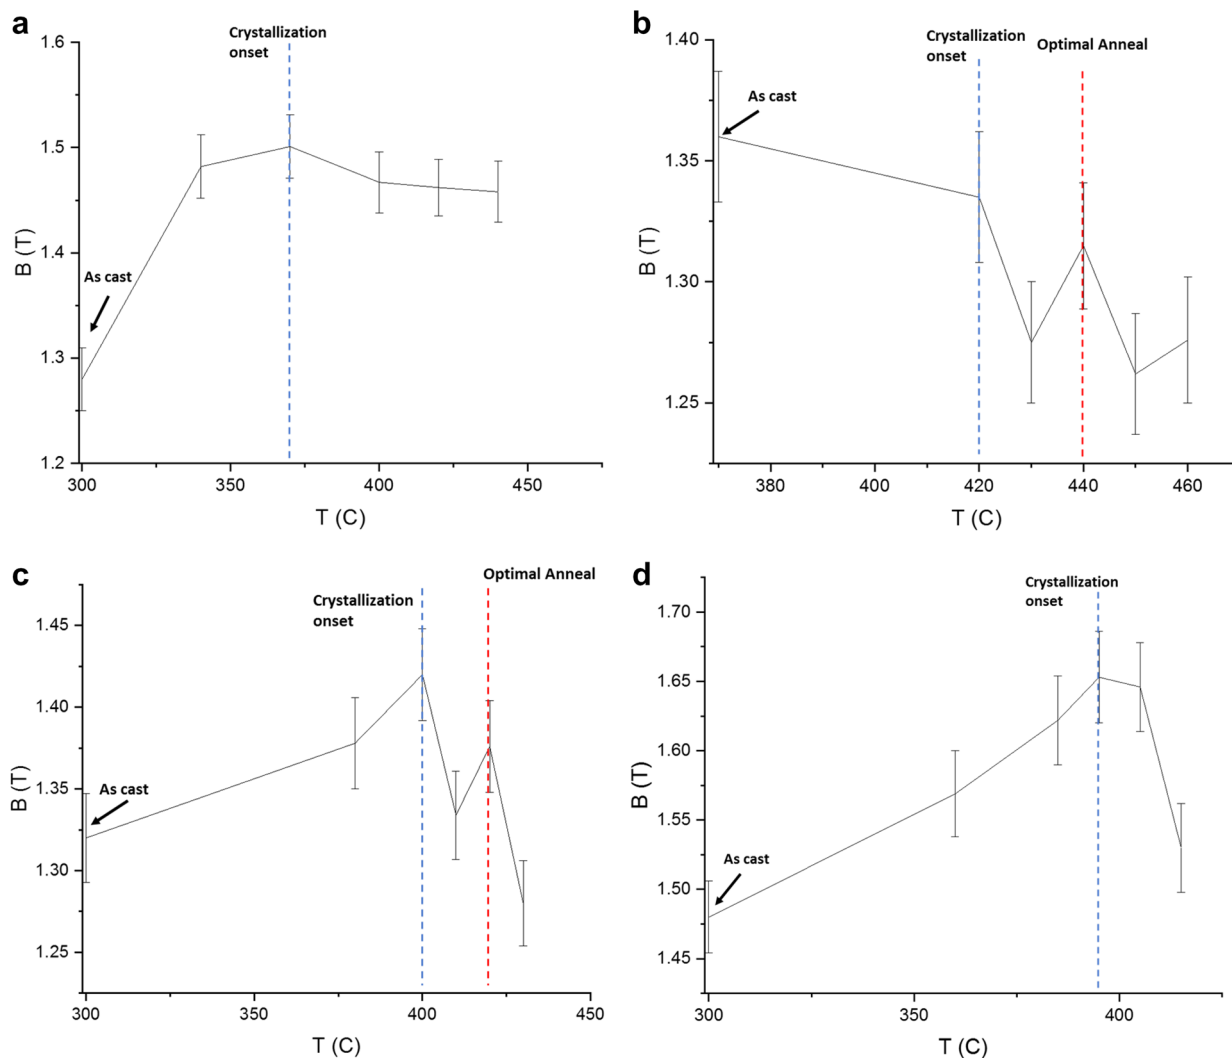 a
Crystallization
onset
1.6
1.5
1.4
1.3
1.2
B (T)
As cast
300
350
400
450
T (C)
b
Crystallization
onset
Optimal Anneal
As cast
1.40
1.35
1.30
1.25
B (T)
380
400
420
440
460
T (C)
c
Optimal Anneal
Crystallization
onset
1.45
1.40
1.35
1.30
1.25
B (T)
As cast
300
350
400
450
T (C)
d
Crystallization
onset
1.70
1.65
1.60
1.55
1.50
1.45
B (T)
As cast
300
350
400
T (C)